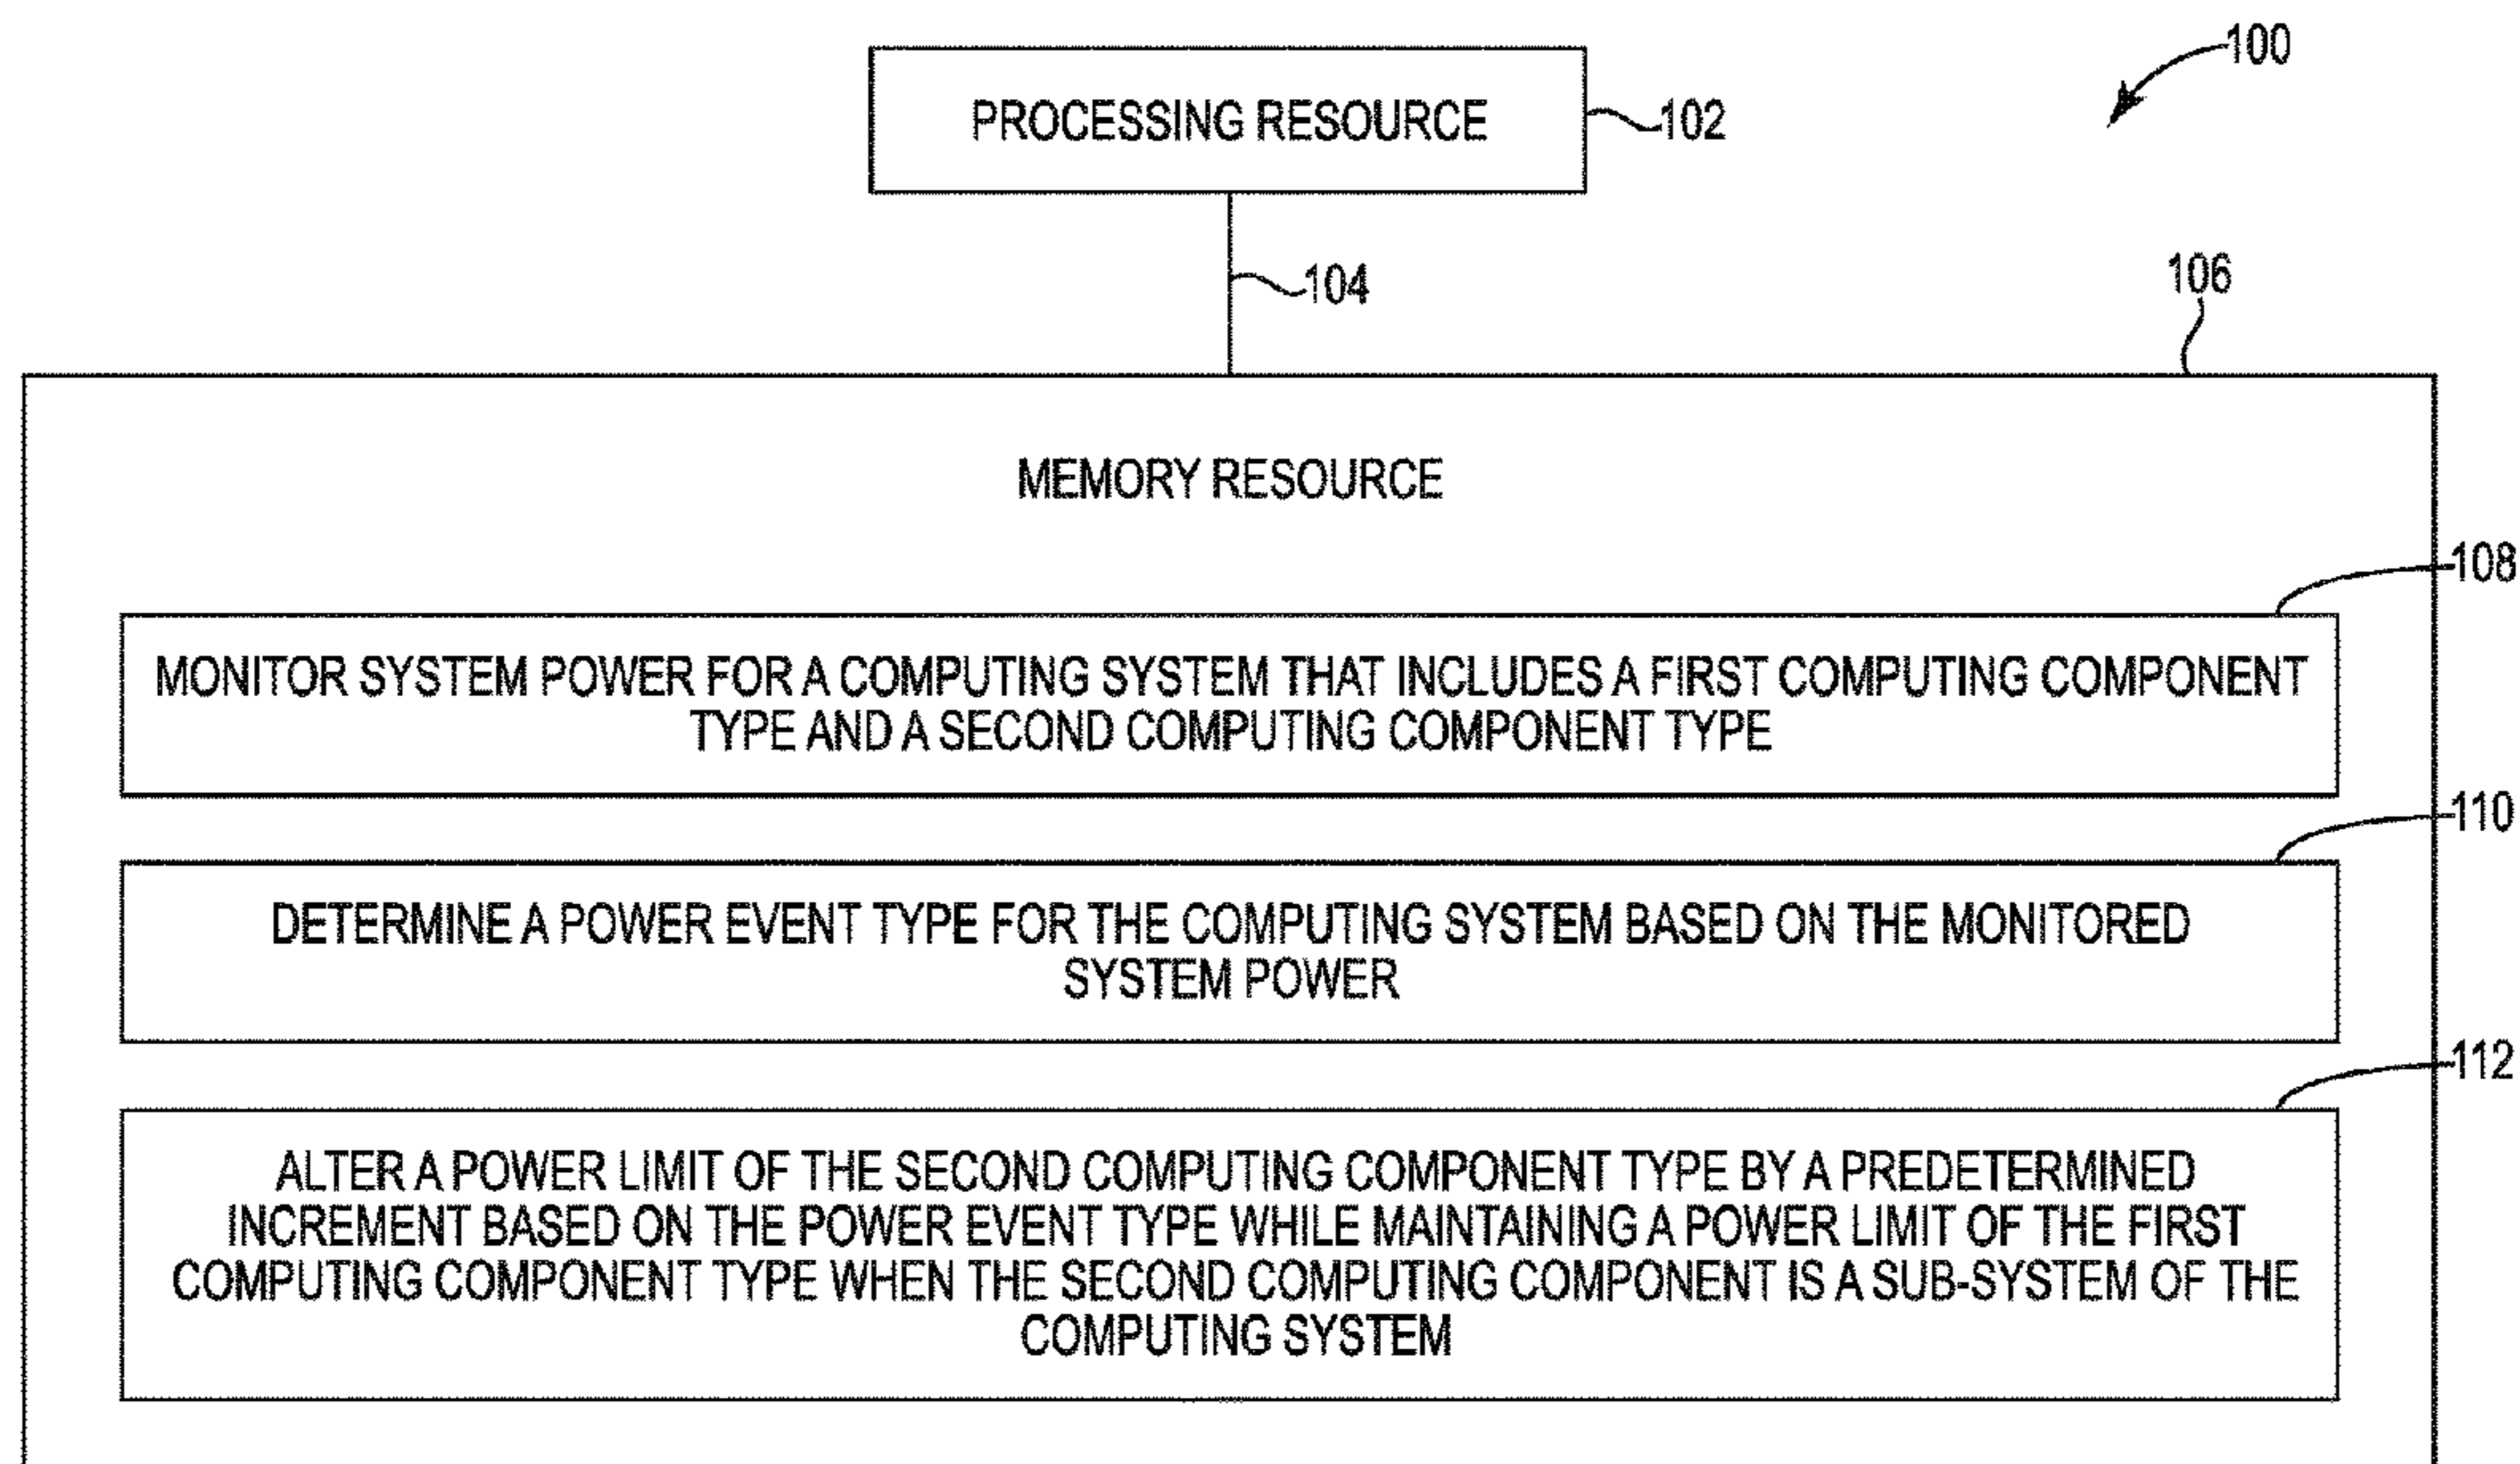 100
PROCESSING RESOURCE
102
104
106
MEMORY RESOURCE
108
MONITOR SYSTEM POWER FOR A COMPUTING SYSTEM THAT INCLUDES A FIRST COMPUTING COMPONENT
TYPE AND A SECOND COMPUTING COMPONENT TYPE
110
DETERMINE A POWER EVENT TYPE FOR THE COMPUTING SYSTEM BASED ON THE MONITORED
SYSTEM POWER
112
ALTER A POWER LIMIT OF THE SECOND COMPUTING COMPONENT TYPE BY A PREDETERMINED
INCREMENT BASED ON THE POWER EVENT TYPE WHILE MAINTAINING A POWER LIMIT OF THE FIRST
COMPUTING COMPONENT TYPE WHEN THE SECOND COMPUTING COMPONENT IS A SUB-SYSTEM OF THE
COMPUTING SYSTEM